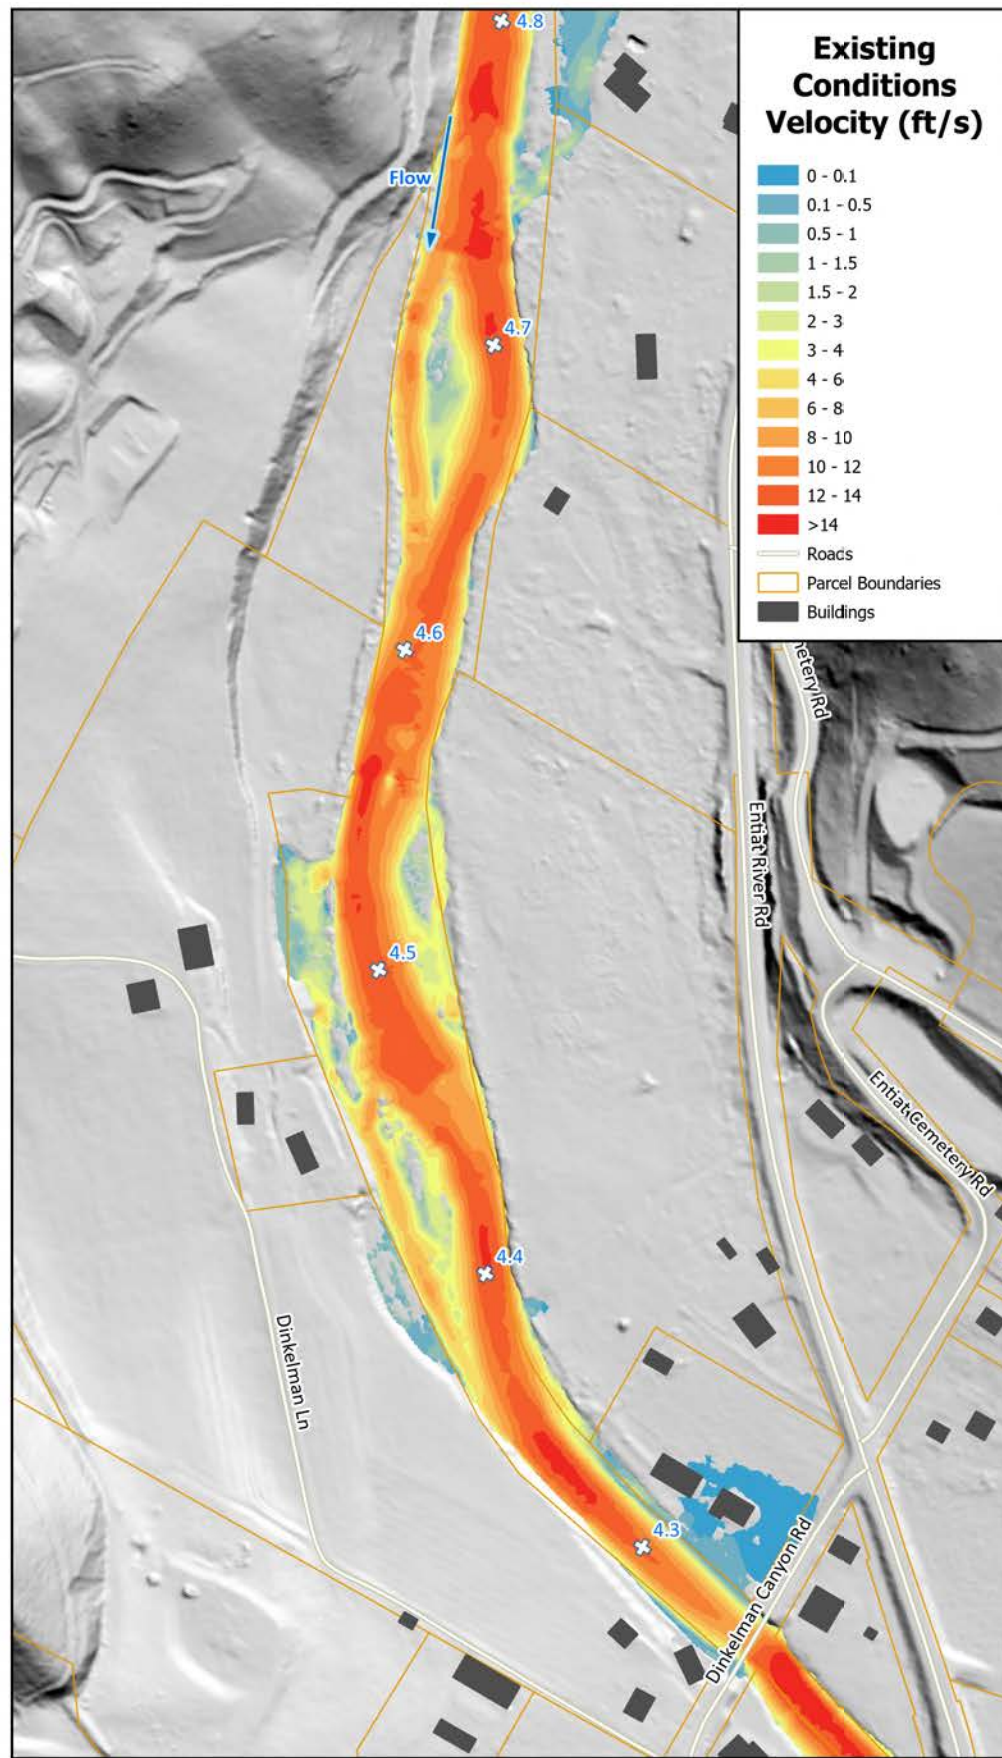 4.8
Existing
Conditions
Velocity (ft/s)
0 - 0.1
0.1 - 0.5
0.5 - 1
1 - 1.5
1.5 - 2
2 - 3
3 - 4
4 - 6
6 - 8
8 - 10
10 - 12
12 - 14
>14
Roads
Parcel Boundaries
Buildings
Flow
4.7
4.6
metery Rd
Entiat River Rd
4.5
Entiat Cemetery Rd
4.4
Dinkelman Ln
4.3
Dinkelman Canyon Rd